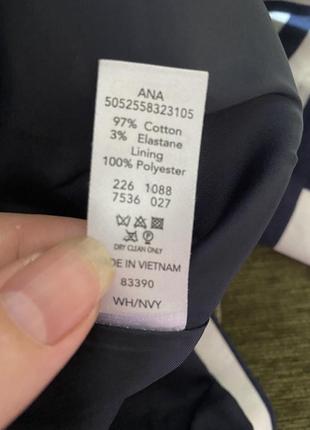 ANA
5052558323105
97% Cotton
3% Elastane
Lining
100% Polyester
226 1088
7536 027
DRY CLEAN ONLY
DE IN VIETNAM
83390
WH/NVY